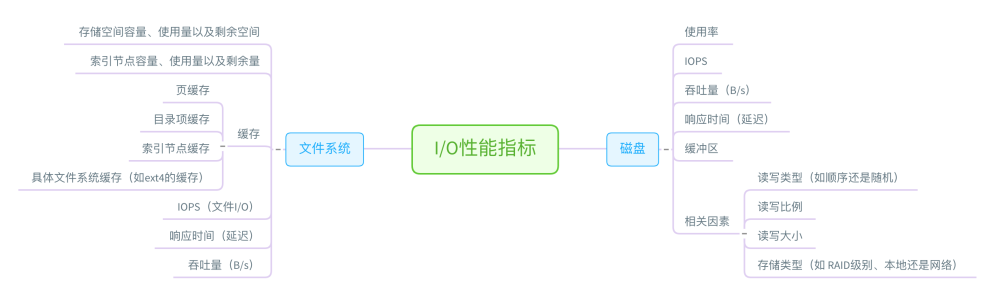 I/O性能指标
文件系统
存储空间容量、使用量以及剩余空间
索引节点容量、使用量以及剩余量
缓存
页缓存
目录项缓存
索引节点缓存
具体文件系统缓存（如ext4的缓存）
IOPS（文件I/O）
响应时间（延迟）
吞吐量（B/s）
磁盘
使用率
IOPS
吞吐量（B/s）
响应时间（延迟）
缓冲区
相关因素
读写类型（如顺序还是随机）
读写比例
读写大小
存储类型（如 RAID级别、本地还是网络）